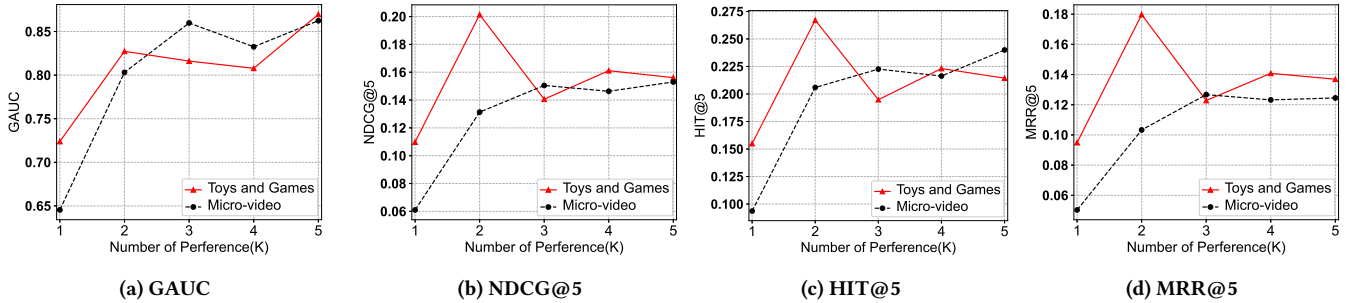 0.85
0.80
0.75
0.70
0.65
GAUC
Toys and Games
Micro-video
1 2 3 4 5
Number of Perference(K)
(a) GAUC
0.20
0.18
0.16
0.14
0.12
0.10
0.08
0.06
NDCG@5
Toys and Games
Micro-video
1 2 3 4 5
Number of Perference(K)
(b) NDCG@5
0.275
0.250
0.225
0.200
0.175
0.150
0.125
0.100
HIT@5
Toys and Games
Micro-video
1 2 3 4 5
Number of Perference(K)
(c) HIT@5
0.18
0.16
0.14
0.12
0.10
0.08
0.06
MRR@5
Toys and Games
Micro-video
1 2 3 4 5
Number of Perference(K)
(d) MRR@5